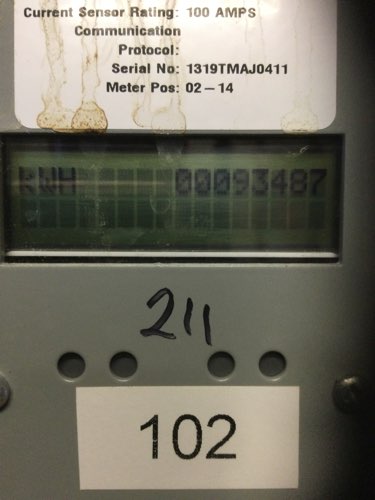 Current Sensor Rating: 100 AMPS
Communication
Protocol:
Serial No: 1319TMAJ0411
Meter Pos: 02-14
kWH 00093487
211
102